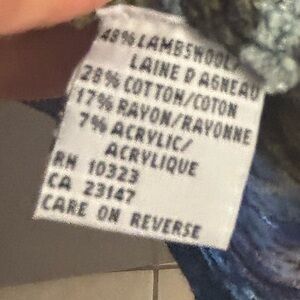 48% LAMBSWOOL/
LAINE D AGNEAU
28% COTTON/COTON
17% RAYON/RAYONNE
7% ACRYLIC/
ACRYLIQUE
RN 10323
CA 23147
CARE ON REVERSE